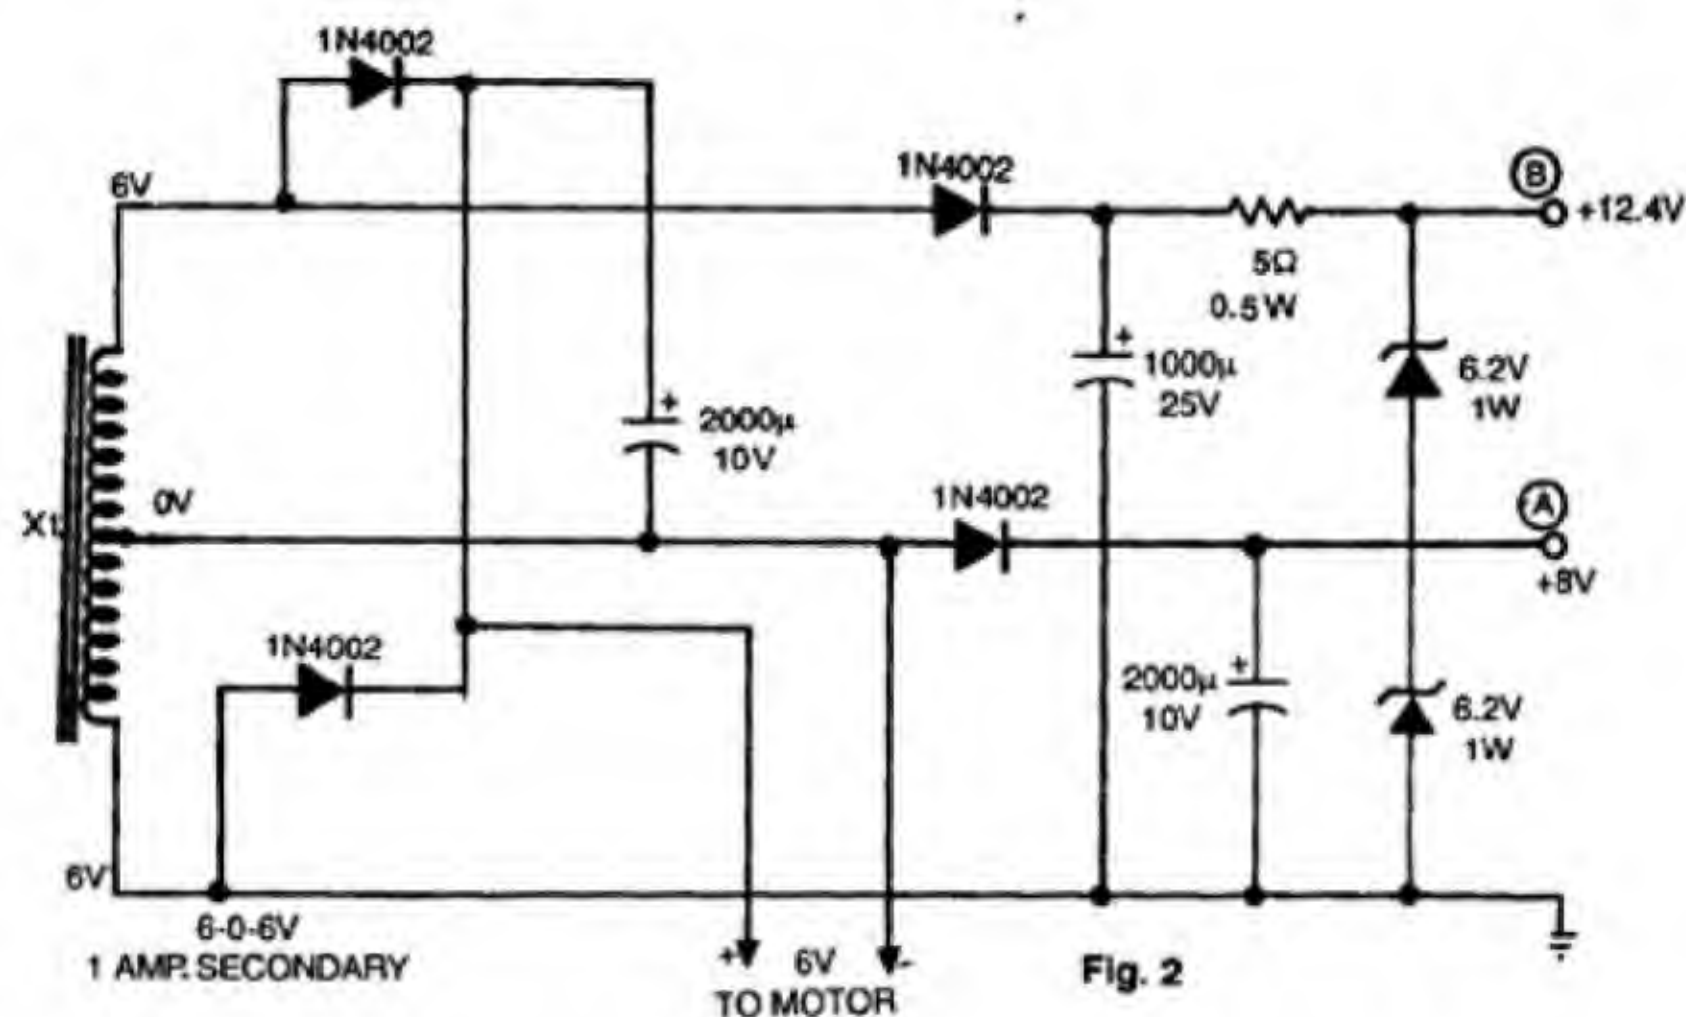 1N4002
6V
1N4002
B
+12.4V
5Ω
0.5W
+
1000μ
25V
6.2V
1W
+
2000μ
10V
0V
1N4002
A
+8V
X1
1N4002
+
2000μ
10V
6.2V
1W
6V
6-0-6V
1 AMP. SECONDARY
+ 6V -
TO MOTOR
Fig. 2